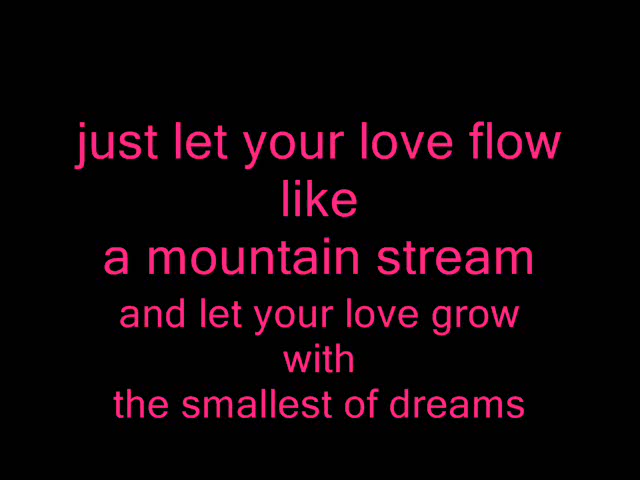 just let your love flow
like
a mountain stream
and let your love grow
with
the smallest of dreams